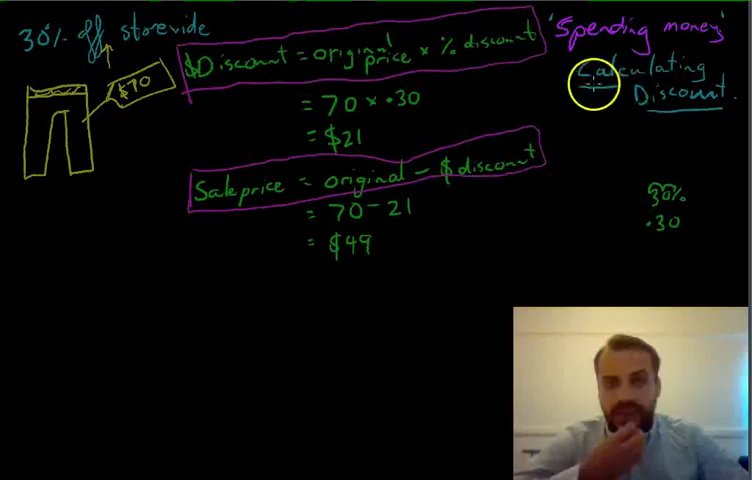 30% off storevide
$70
$Discount = original price × % discount
= 70 × .30
= $21
Sale price = original - $ discount
= 70 - 21
= $49
'Spending money'
Calculating
Discount.
30%
.30